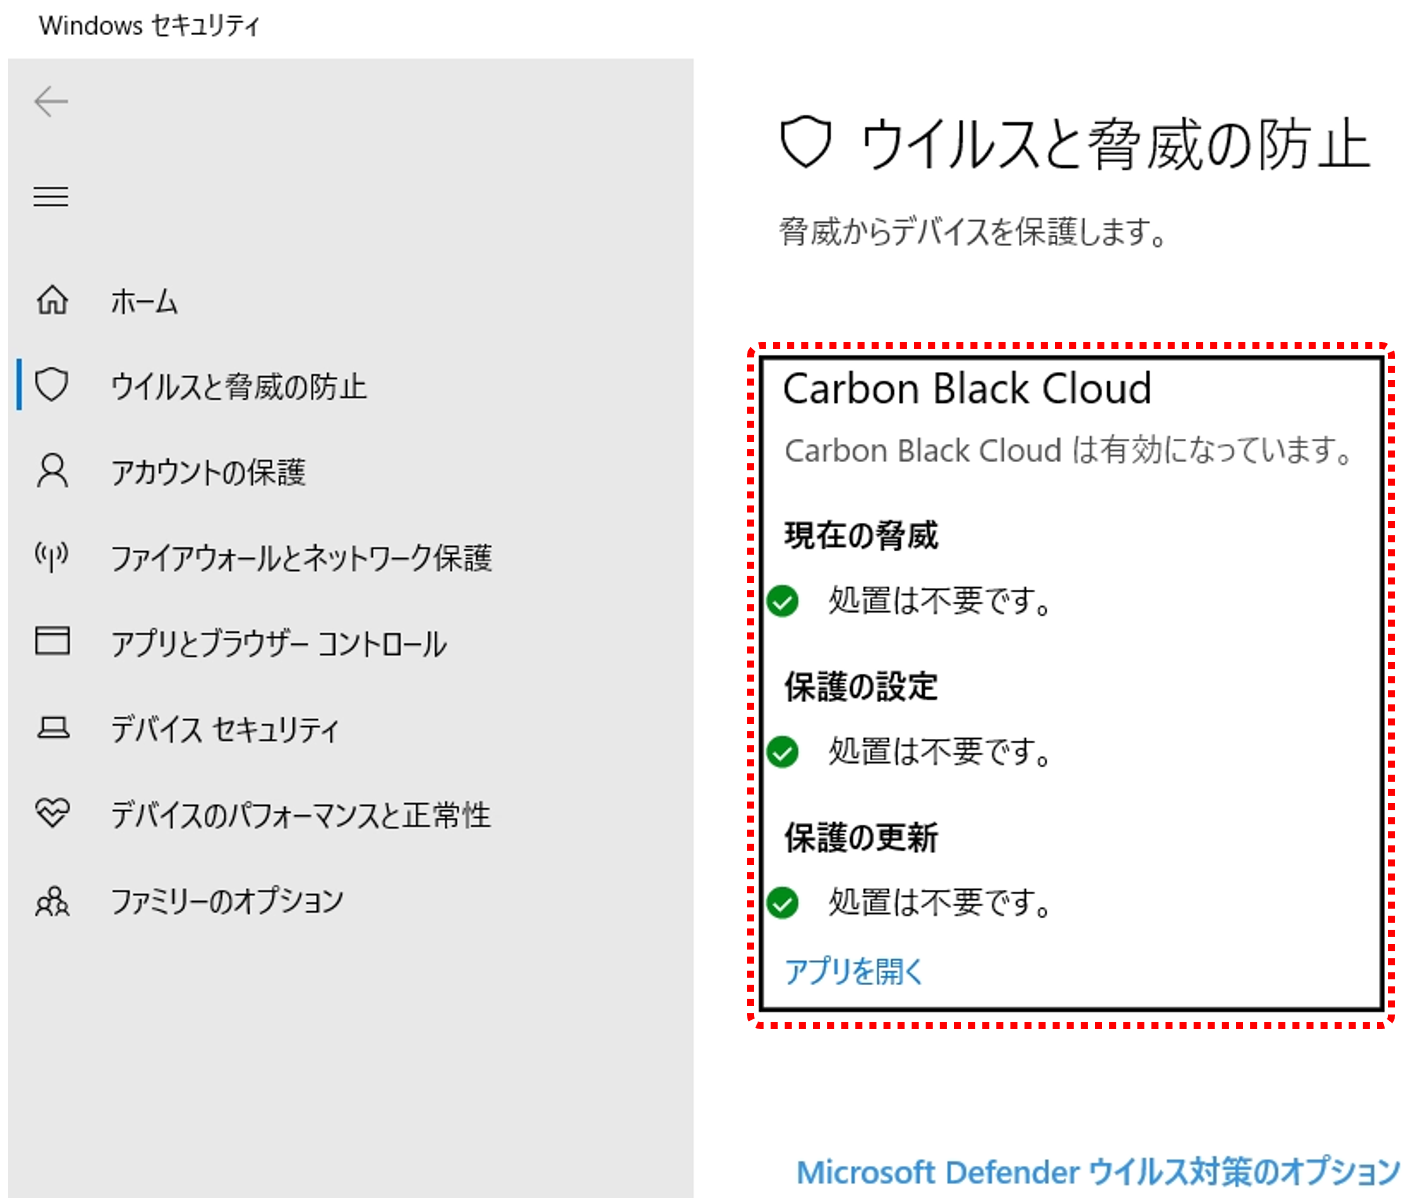 Windows セキュリティ
ホーム
ウイルスと脅威の防止
アカウントの保護
ファイアウォールとネットワーク保護
アプリとブラウザー コントロール
デバイス セキュリティ
デバイスのパフォーマンスと正常性
ファミリーのオプション
ウイルスと脅威の防止
脅威からデバイスを保護します。
Carbon Black Cloud
Carbon Black Cloud は有効になっています。
現在の脅威
処置は不要です。
保護の設定
処置は不要です。
保護の更新
処置は不要です。
アプリを開く
Microsoft Defender ウイルス対策のオプション